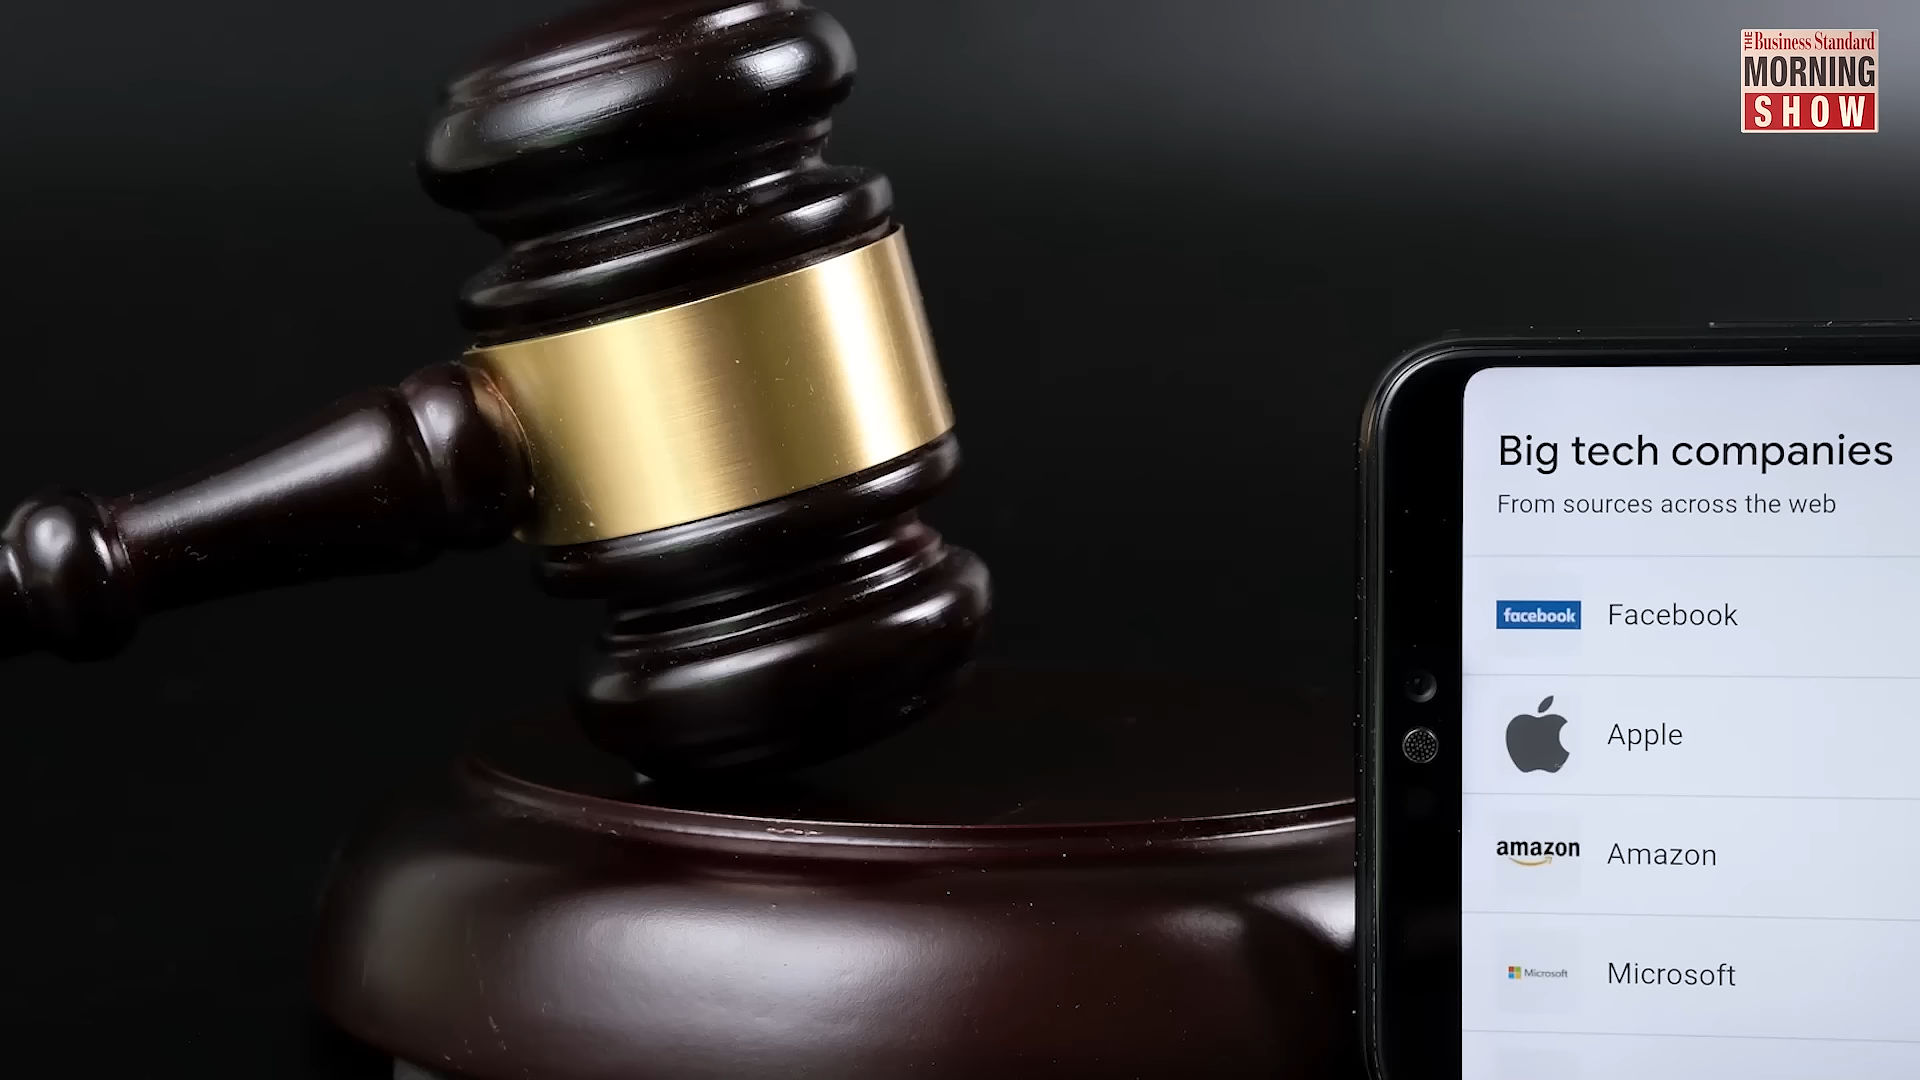 THE Business Standard
MORNING
SHOW
Big tech companies
From sources across the web
facebook Facebook
Apple
amazon Amazon
Microsoft Microsoft